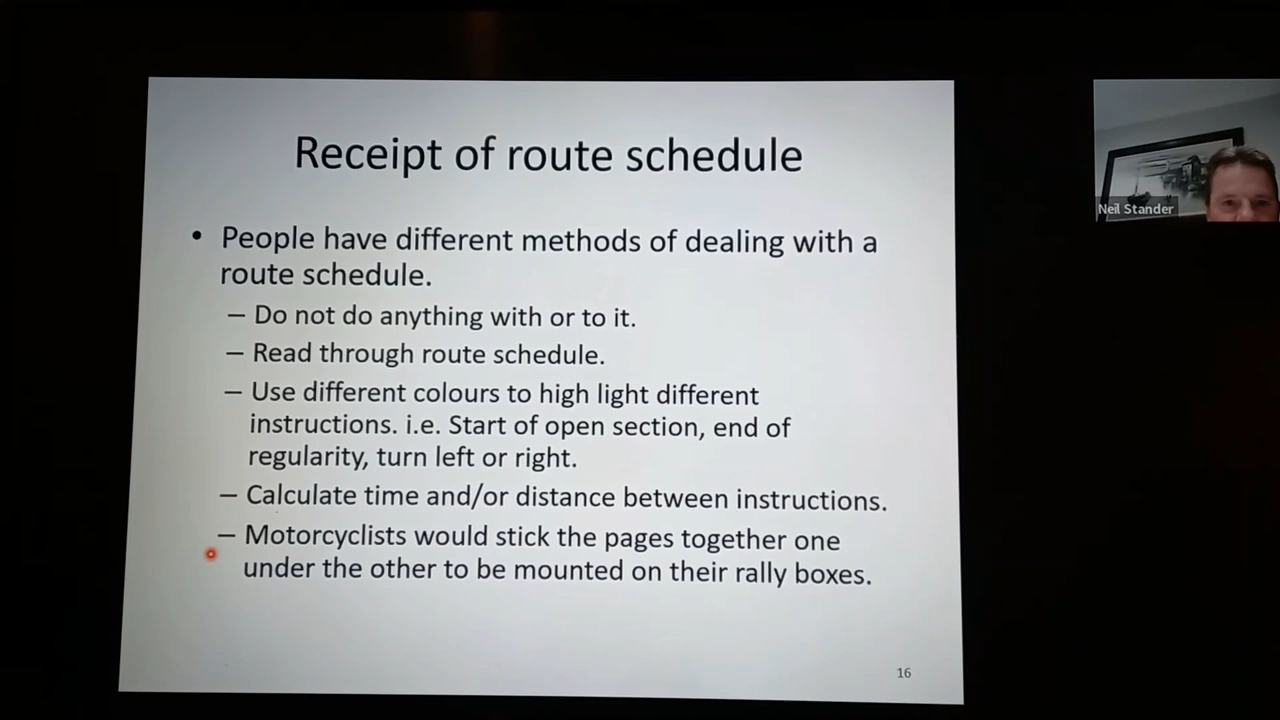 Receipt of route schedule
• People have different methods of dealing with a
route schedule.
– Do not do anything with or to it.
– Read through route schedule.
– Use different colours to high light different
instructions. i.e. Start of open section, end of
regularity, turn left or right.
– Calculate time and/or distance between instructions.
– Motorcyclists would stick the pages together one
under the other to be mounted on their rally boxes.
16
Neil Stander